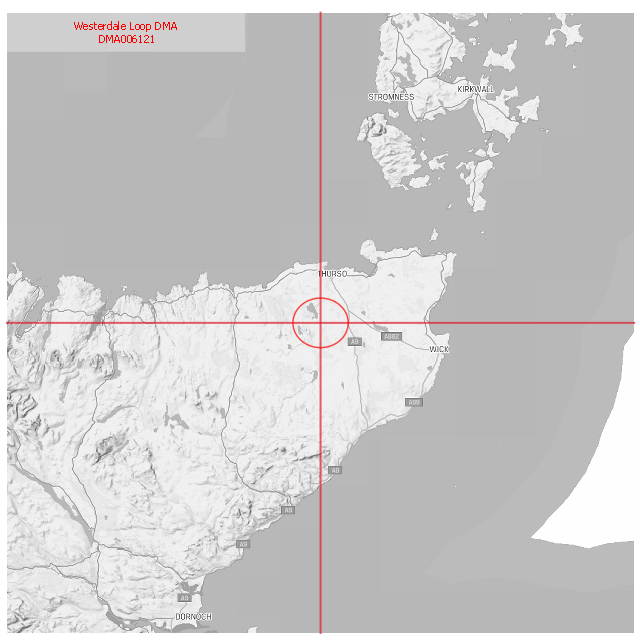 Westerdale Loop DMA
DMA006121
STROMNESS
KIRKWALL
THURSO
A882
A9
WICK
A99
A9
A9
A9
A9
DORNOCH